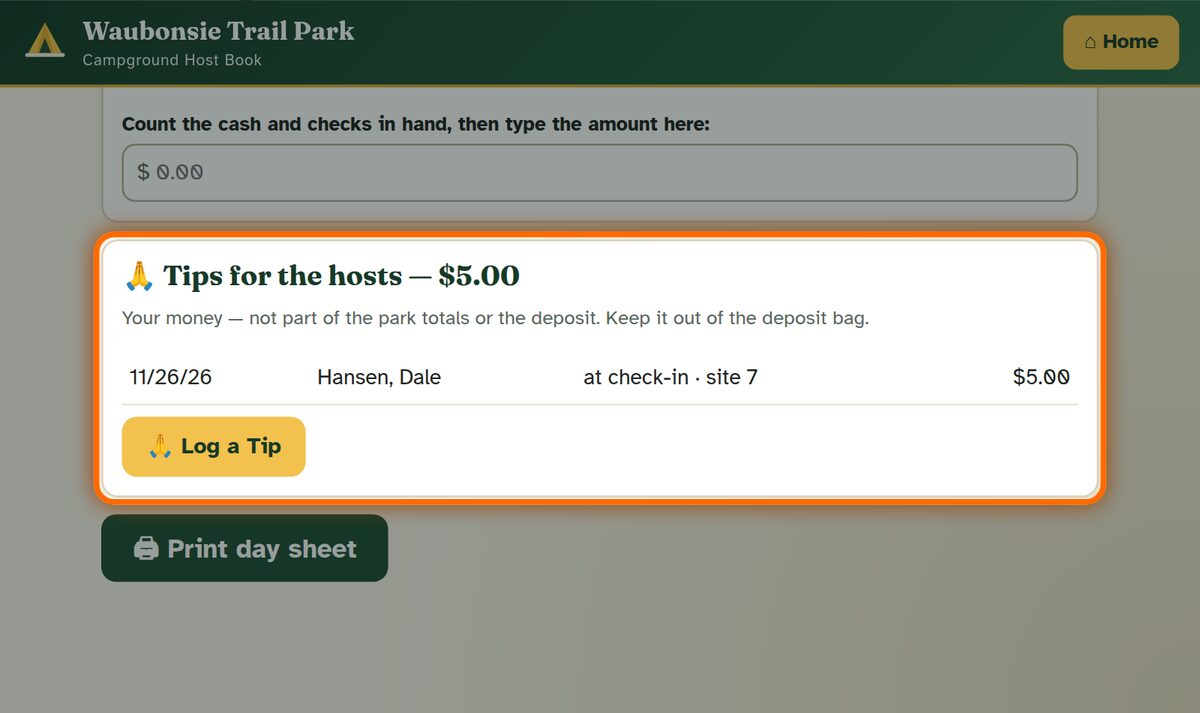 Waubonsie Trail Park
Campground Host Book
⌂ Home
Count the cash and checks in hand, then type the amount here:
$ 0.00
🙏 Tips for the hosts — $5.00
Your money — not part of the park totals or the deposit. Keep it out of the deposit bag.
11/26/26 Hansen, Dale at check-in · site 7 $5.00
🙏 Log a Tip
🖨 Print day sheet